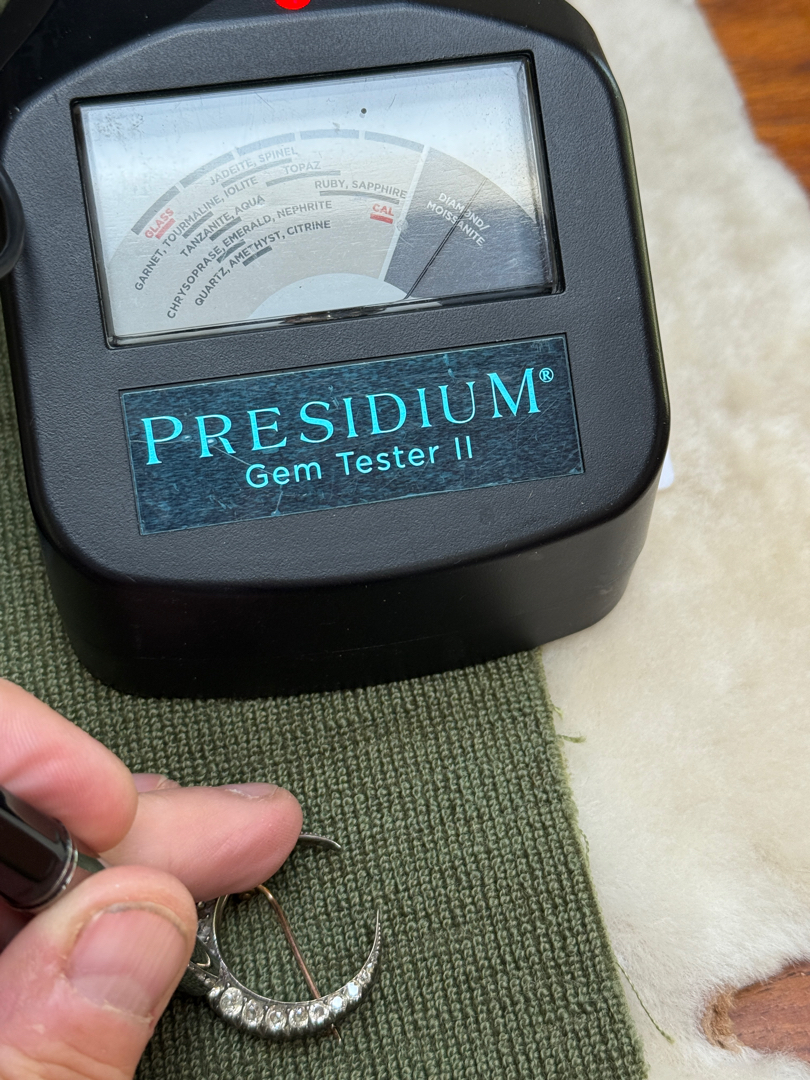 JADEITE, SPINEL
TOPAZ
RUBY, SAPPHIRE
GLASS
GARNET, TOURMALINE, IOLITE
TANZANITE, AQUA
CHRYSOPRASE, EMERALD, NEPHRITE
QUARTZ, AMETHYST, CITRINE
CAL
DIAMOND/
MOISSANITE
PRESIDIUM®
Gem Tester II